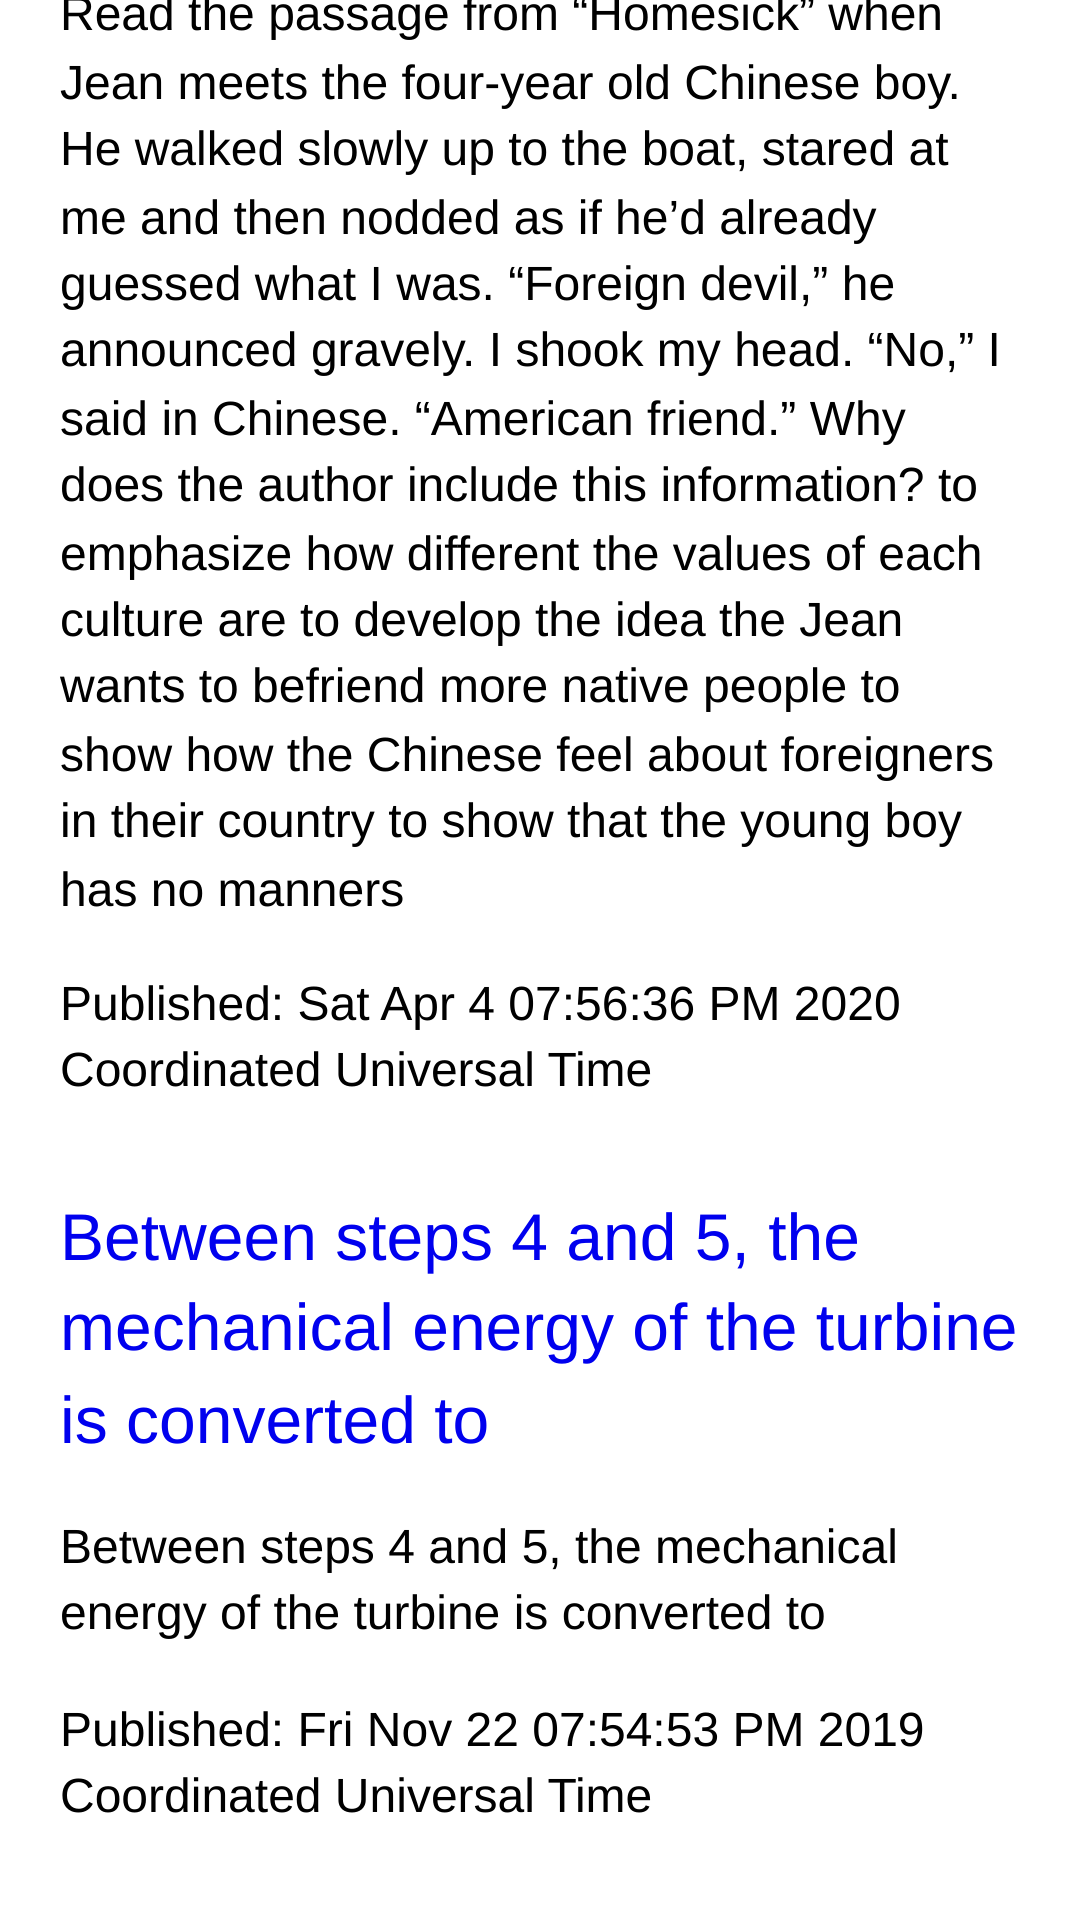 Read the passage from “Homesick” when
Jean meets the four-year old Chinese boy.
He walked slowly up to the boat, stared at
me and then nodded as if he’d already
guessed what I was. “Foreign devil,” he
announced gravely. I shook my head. “No,” I
said in Chinese. “American friend.” Why
does the author include this information? to
emphasize how different the values of each
culture are to develop the idea the Jean
wants to befriend more native people to
show how the Chinese feel about foreigners
in their country to show that the young boy
has no manners
Published: Sat Apr 4 07:56:36 PM 2020
Coordinated Universal Time
Between steps 4 and 5, the
mechanical energy of the turbine
is converted to
Between steps 4 and 5, the mechanical
energy of the turbine is converted to
Published: Fri Nov 22 07:54:53 PM 2019
Coordinated Universal Time